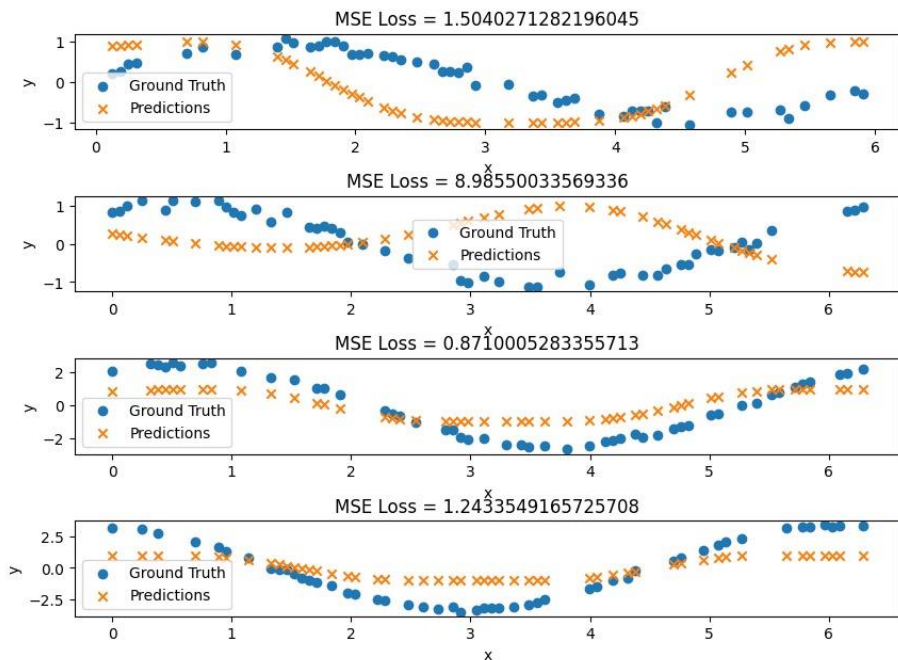 MSE Loss = 1.5040271282196045
1
0
−1
y
Ground Truth
Predictions
0 1 2 3 4 5 6
x
MSE Loss = 8.98550033569336
1
0
−1
y
Ground Truth
Predictions
0 1 2 3 4 5 6
x
MSE Loss = 0.8710005283355713
2
0
−2
y
Ground Truth
Predictions
0 1 2 3 4 5 6
x
MSE Loss = 1.2433549165725708
2.5
0.0
−2.5
y
Ground Truth
Predictions
0 1 2 3 4 5 6
x